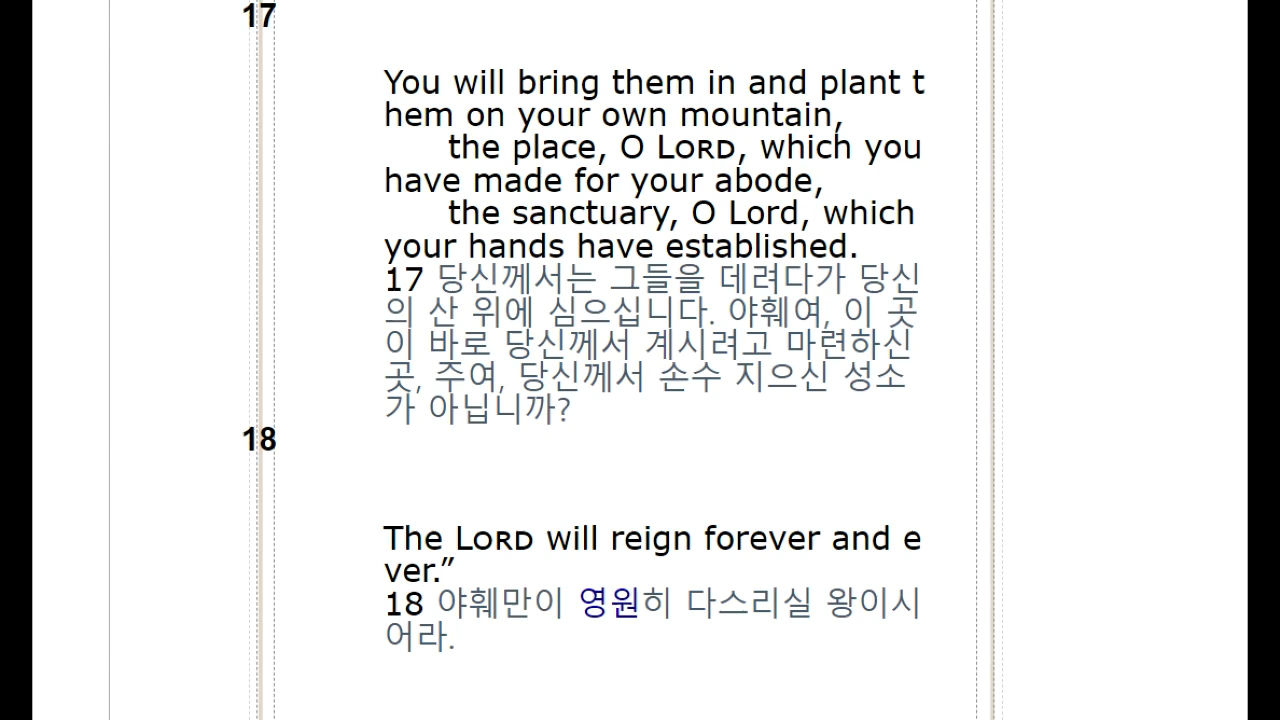 17
You will bring them in and plant t
hem on your own mountain,
the place, O LORD, which you
have made for your abode,
the sanctuary, O Lord, which
your hands have established.
17 당신께서는 그들을 데려다가 당신
의 산 위에 심으십니다. 야훼여, 이 곳
이 바로 당신께서 계시려고 마련하신
곳, 주여, 당신께서 손수 지으신 성소
가 아닙니까?
18
The LORD will reign forever and e
ver.”
18 야훼만이 영원히 다스리실 왕이시
어라.